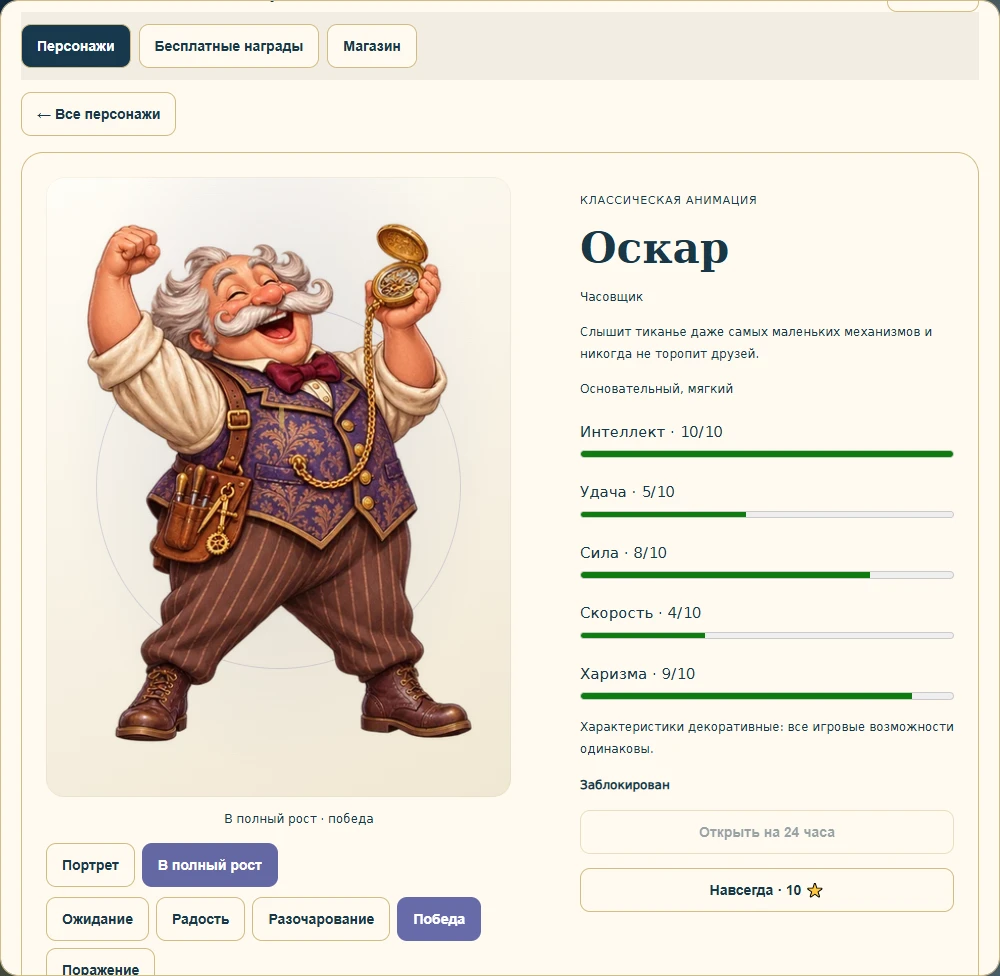 Персонажи
Бесплатные награды
Магазин
← Все персонажи
КЛАССИЧЕСКАЯ АНИМАЦИЯ
Оскар
Часовщик
Слышит тиканье даже самых маленьких механизмов и
никогда не торопит друзей.
Основательный, мягкий
Интеллект · 10/10
Удача · 5/10
Сила · 8/10
Скорость · 4/10
Харизма · 9/10
Характеристики декоративные: все игровые возможности
одинаковы.
Заблокирован
Открыть на 24 часа
Навсегда · 10 ⭐
В полный рост · победа
Портрет
В полный рост
Ожидание
Радость
Разочарование
Победа
Поражение